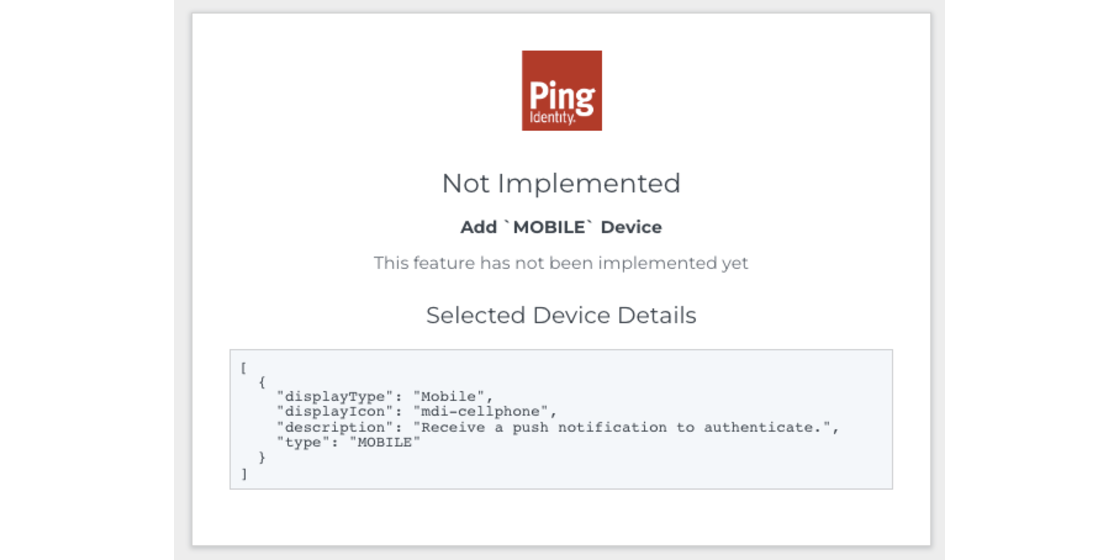 Ping
Identity.
Not Implemented
Add `MOBILE` Device
This feature has not been implemented yet
Selected Device Details
[
  {
    "displayType": "Mobile",
    "displayIcon": "mdi-cellphone",
    "description": "Receive a push notification to authenticate.",
    "type": "MOBILE"
  }
]